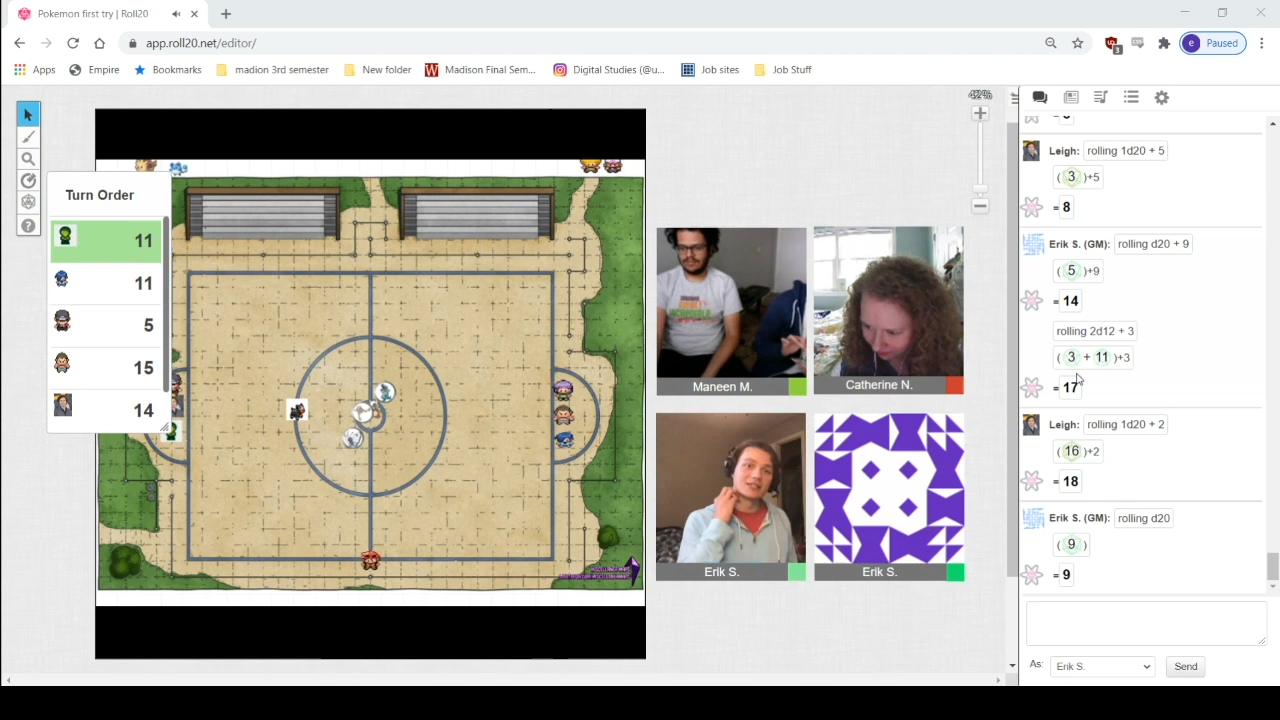 Pokemon first try | Roll20
app.roll20.net/editor/
3
e
Paused
Apps
Empire
Bookmarks
madion 3rd semester
New folder
W
Madison Final Sem...
Digital Studies (@u...
Job sites
Job Stuff
42%
Turn Order
11
11
5
15
14
Maneen M.
Catherine N.
Erik S.
Erik S.
Leigh:
rolling 1d20 + 5
( 3 )+5
= 8
Erik S. (GM):
rolling d20 + 9
( 5 )+9
= 14
rolling 2d12 + 3
( 3 + 11 )+3
= 17
Leigh:
rolling 1d20 + 2
( 16 )+2
= 18
Erik S. (GM):
rolling d20
( 9 )
= 9
As:
Erik S.
Send